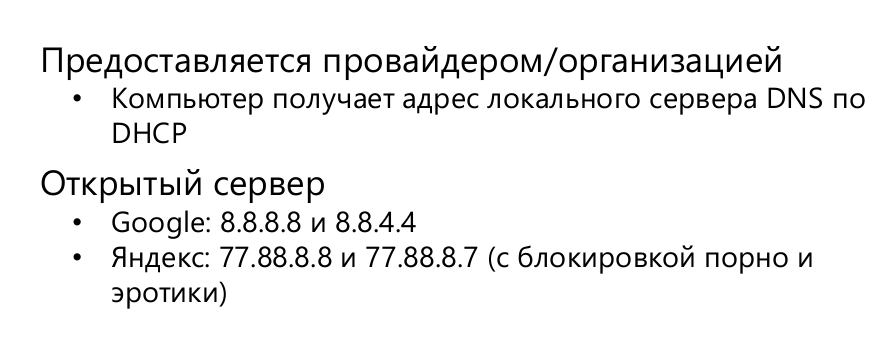 Предоставляется провайдером/организацией
• Компьютер получает адрес локального сервера DNS по
DHCP
Открытый сервер
• Google: 8.8.8.8 и 8.8.4.4
• Яндекс: 77.88.8.8 и 77.88.8.7 (с блокировкой порно и
эротики)